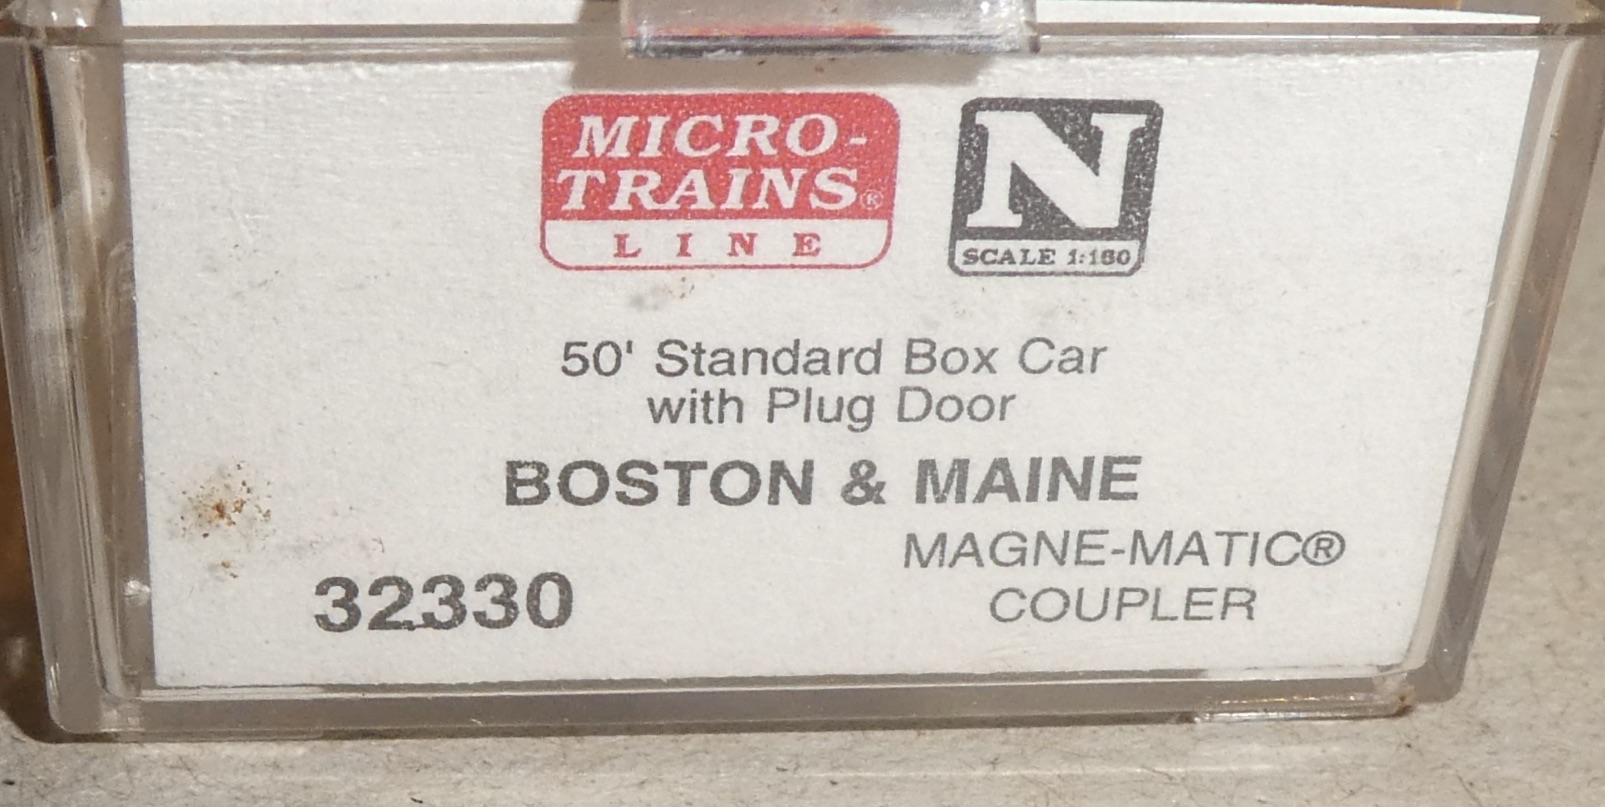 MICRO-
TRAINS®
LINE
N
SCALE 1:160
50' Standard Box Car
with Plug Door
BOSTON & MAINE
MAGNE-MATIC®
COUPLER
32330